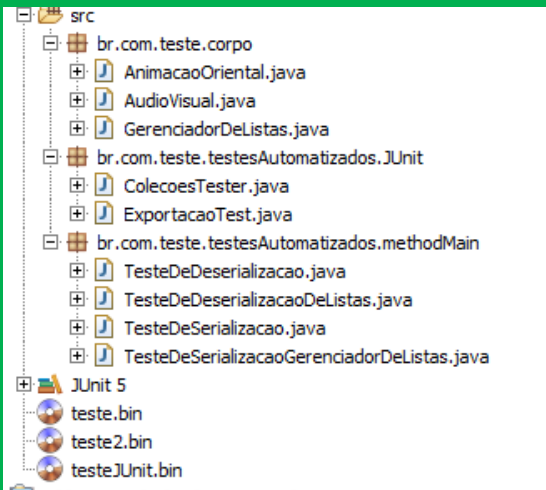 src
br.com.teste.corpo
AnimacaoOriental.java
AudioVisual.java
GerenciadorDeListas.java
br.com.teste.testesAutomatizados.JUnit
ColecoesTester.java
ExportacaoTest.java
br.com.teste.testesAutomatizados.methodMain
TesteDeDeserializacao.java
TesteDeDeserializacaoDeListas.java
TesteDeSerializacao.java
TesteDeSerializacaoGerenciadorDeListas.java
JUnit 5
teste.bin
teste2.bin
testeJUnit.bin